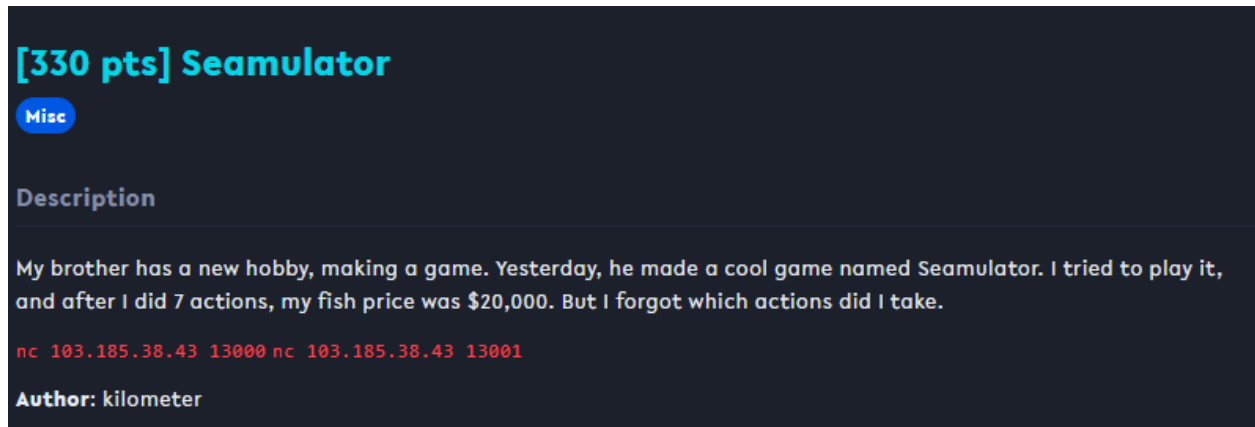 [330 pts] Seamulator
Misc
Description
My brother has a new hobby, making a game. Yesterday, he made a cool game named Seamulator. I tried to play it,
and after I did 7 actions, my fish price was $20,000. But I forgot which actions did I take.
nc 103.185.38.43 13000 nc 103.185.38.43 13001
Author: kilometer